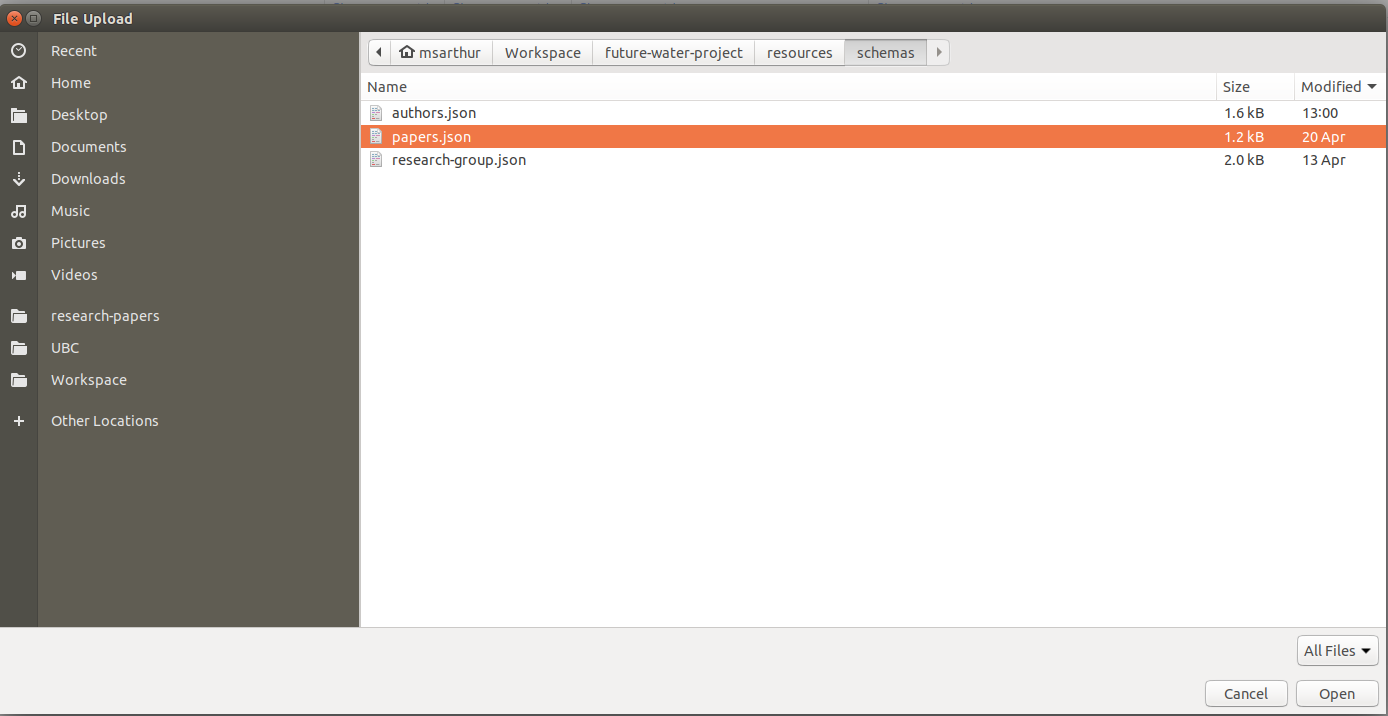 File Upload
Recent
Home
Desktop
Documents
Downloads
Music
Pictures
Videos
research-papers
UBC
Workspace
Other Locations
msarthur Workspace future-water-project resources schemas
Name Size Modified
authors.json 1.6 kB 13:00
papers.json 1.2 kB 20 Apr
research-group.json 2.0 kB 13 Apr
All Files
Cancel Open